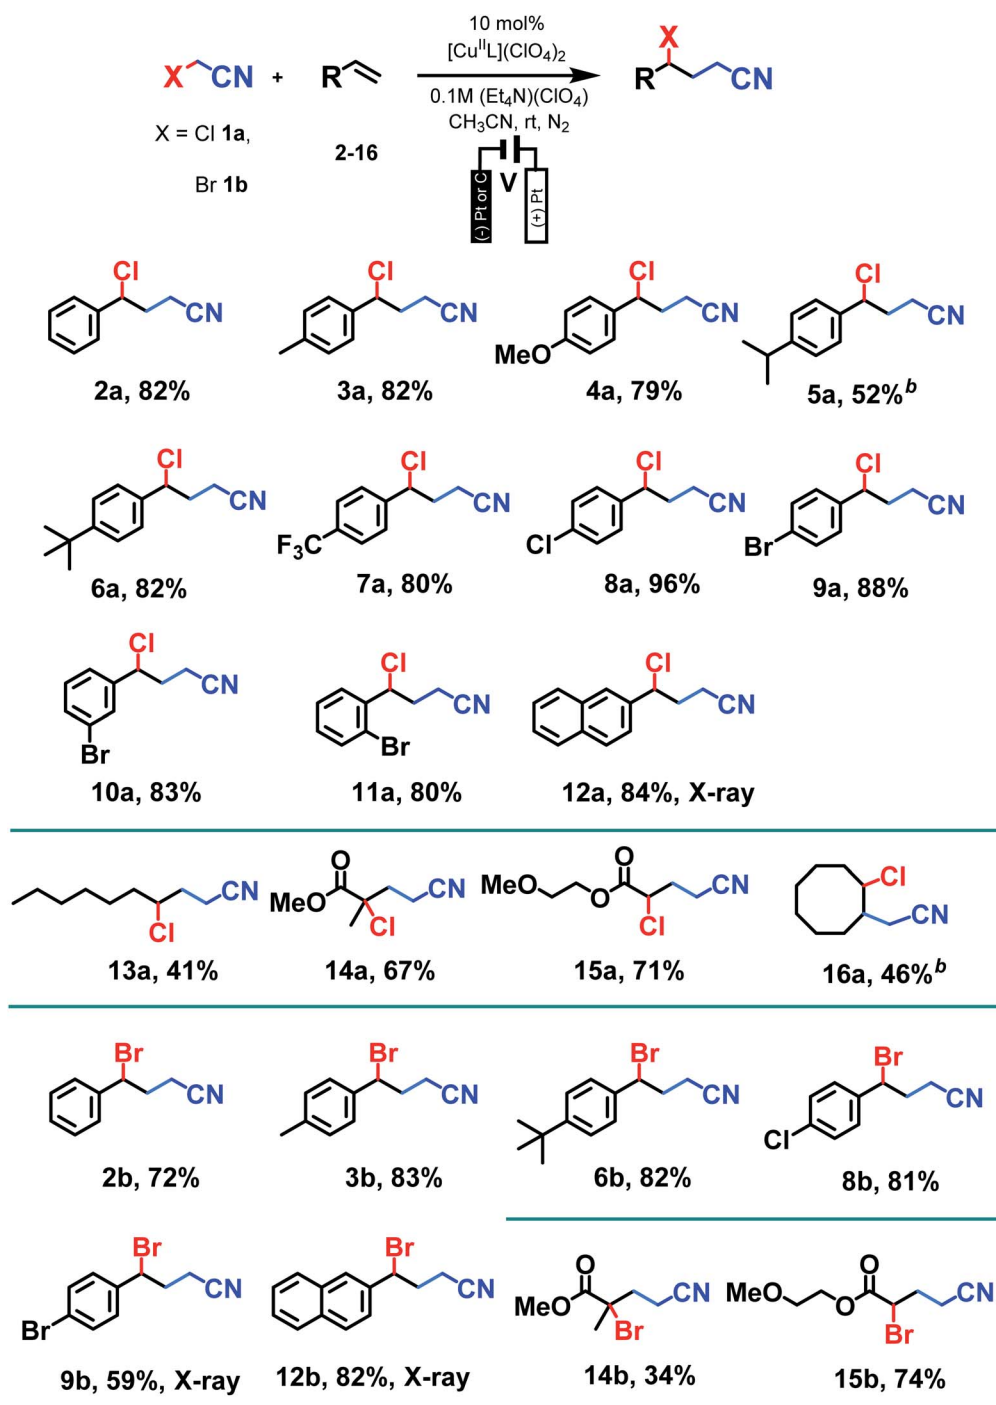 10 mol%
[CuᴵᴵL](ClO₄)₂
X CN + R
X
R CN
0.1M (Et₄N)(ClO₄)
CH₃CN, rt, N₂
X = Cl 1a,
2-16
Br 1b
(-) Pt or C V (+) Pt
Cl Cl Cl Cl
CN CN CN CN
MeO
2a, 82% 3a, 82% 4a, 79% 5a, 52%ᵇ
Cl Cl Cl Cl
CN CN CN CN
F₃C Cl Br
6a, 82% 7a, 80% 8a, 96% 9a, 88%
Cl Cl Cl
CN CN CN
Br Br
10a, 83% 11a, 80% 12a, 84%, X-ray
O O Cl
CN MeO CN MeO O CN CN
Cl Cl Cl
13a, 41% 14a, 67% 15a, 71% 16a, 46%ᵇ
Br Br Br Br
CN CN CN CN
Cl
2b, 72% 3b, 83% 6b, 82% 8b, 81%
Br Br O O
CN CN MeO CN MeO O CN
Br Br Br
9b, 59%, X-ray 12b, 82%, X-ray 14b, 34% 15b, 74%